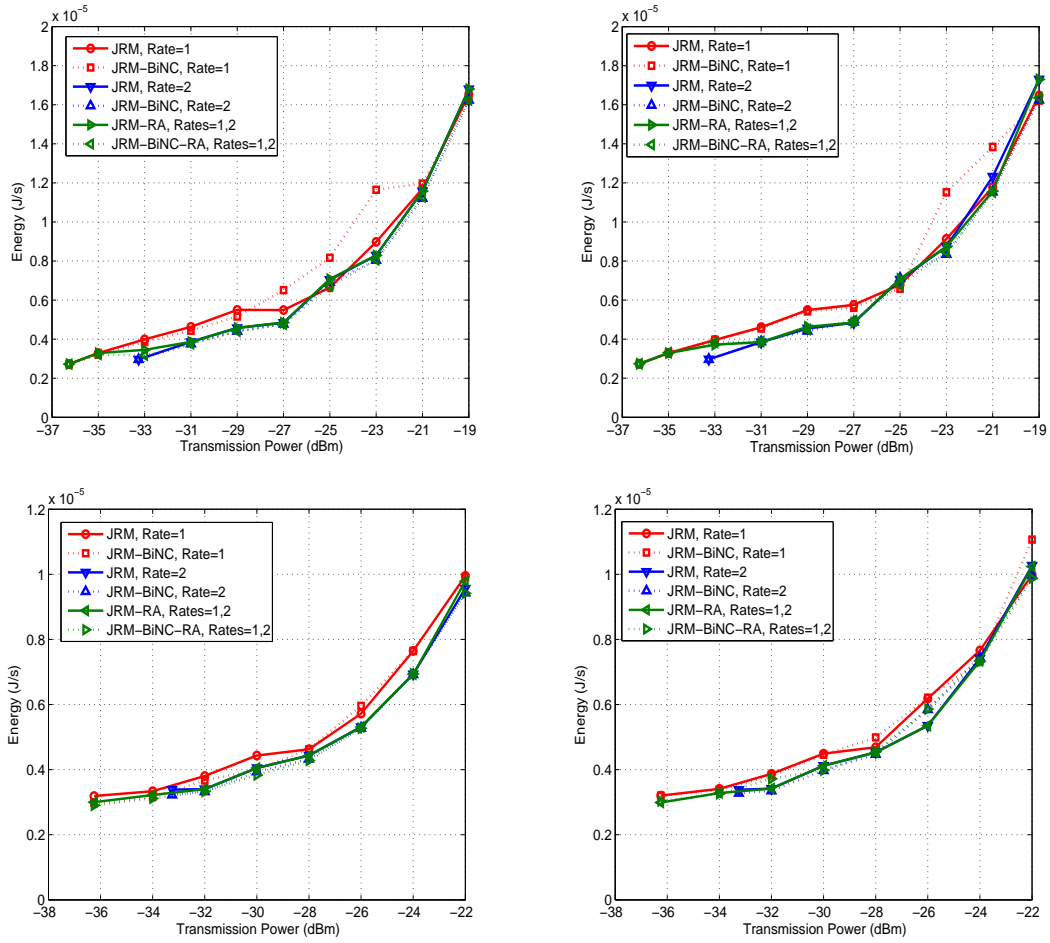 x 10⁻⁵
2
1.8
1.6
1.4
1.2
1
0.8
0.6
0.4
0.2
0
Energy (J/s)
JRM, Rate=1
JRM−BiNC, Rate=1
JRM, Rate=2
JRM−BiNC, Rate=2
JRM−RA, Rates=1,2
JRM−BiNC−RA, Rates=1,2
−37 −35 −33 −31 −29 −27 −25 −23 −21 −19
Transmission Power (dBm)
x 10⁻⁵
2
1.8
1.6
1.4
1.2
1
0.8
0.6
0.4
0.2
0
Energy (J/s)
JRM, Rate=1
JRM−BiNC, Rate=1
JRM, Rate=2
JRM−BiNC, Rate=2
JRM−RA, Rates=1,2
JRM−BiNC−RA, Rates=1,2
−37 −35 −33 −31 −29 −27 −25 −23 −21 −19
Transmission Power (dBm)
x 10⁻⁵
1.2
1
0.8
0.6
0.4
0.2
0
Energy (J/s)
JRM, Rate=1
JRM−BiNC, Rate=1
JRM, Rate=2
JRM−BiNC, Rate=2
JRM−RA, Rates=1,2
JRM−BiNC−RA, Rates=1,2
−38 −36 −34 −32 −30 −28 −26 −24 −22
Transmission Power (dBm)
x 10⁻⁵
1.2
1
0.8
0.6
0.4
0.2
0
Energy (J/s)
JRM, Rate=1
JRM−BiNC, Rate=1
JRM, Rate=2
JRM−BiNC, Rate=2
JRM−RA, Rates=1,2
JRM−BiNC−RA, Rates=1,2
−38 −36 −34 −32 −30 −28 −26 −24 −22
Transmission Power (dBm)